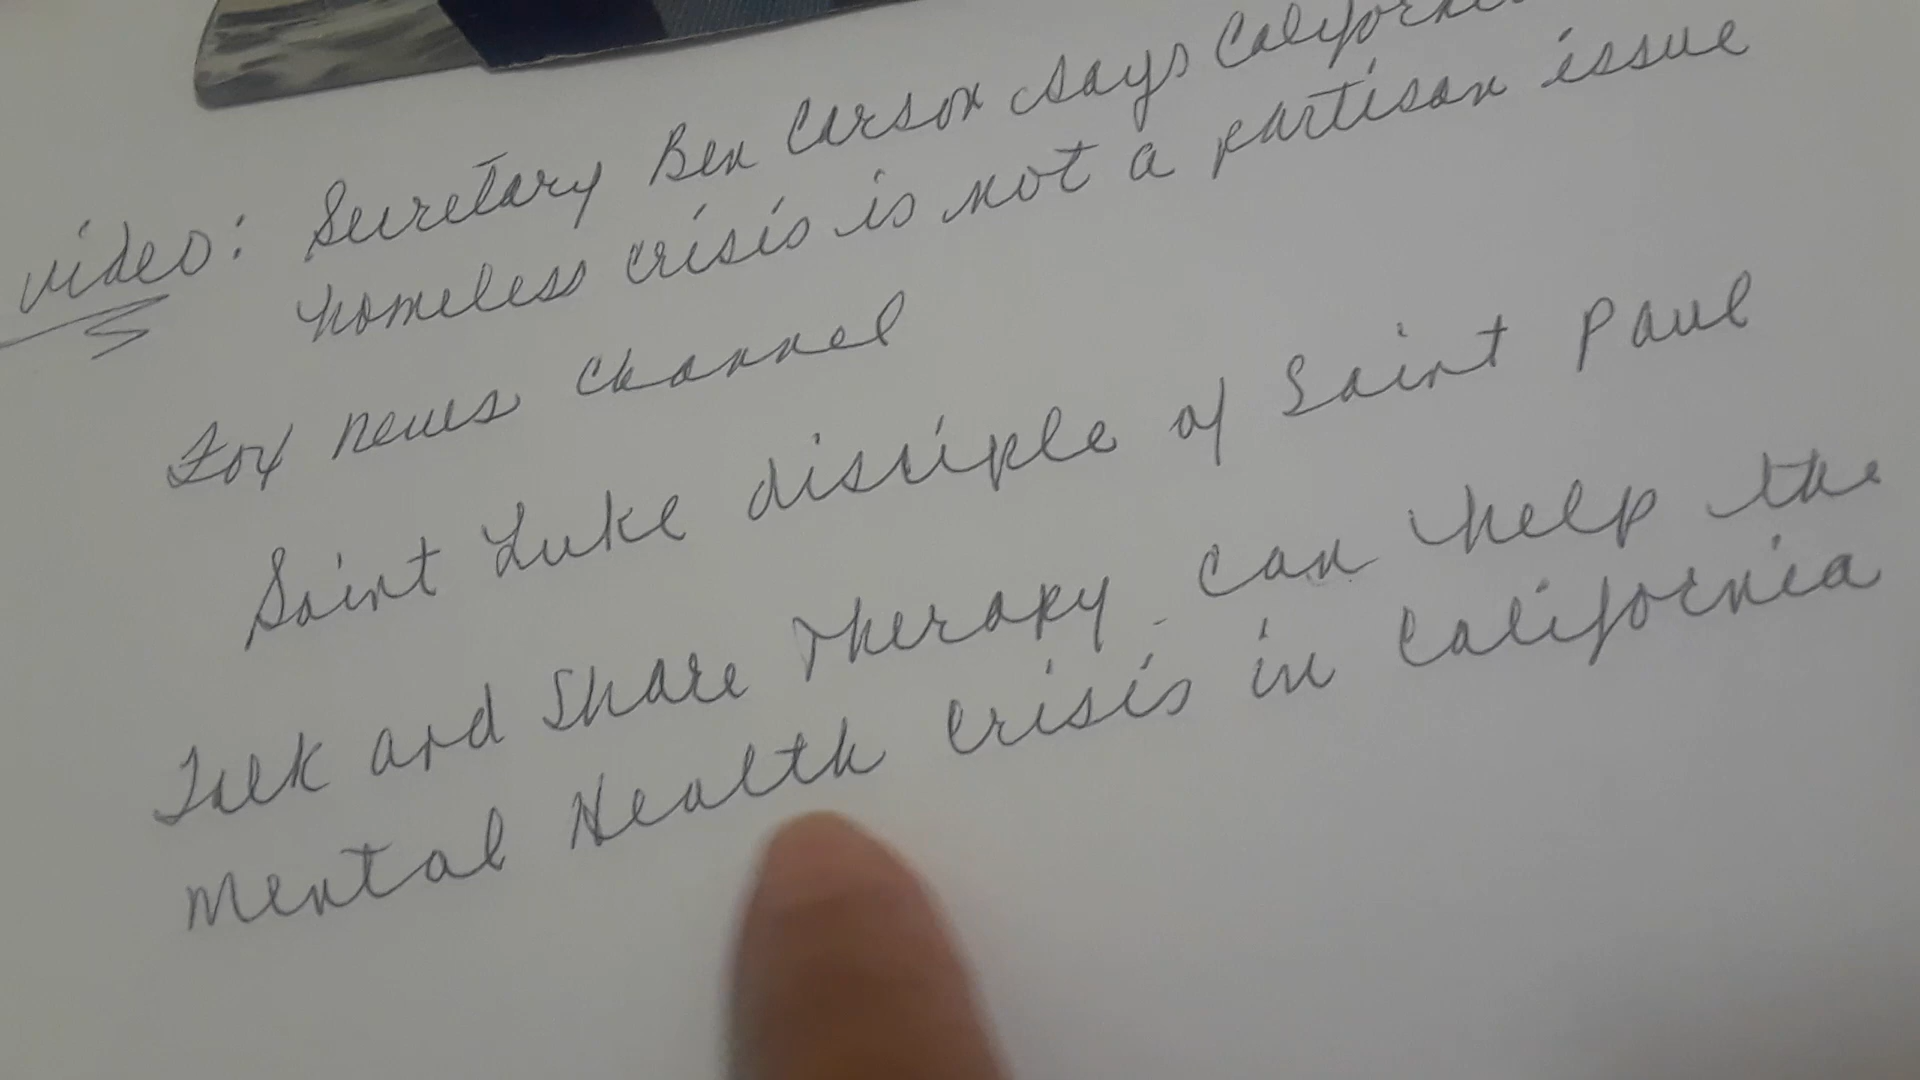 video: Secretary Ben Carson says California
homeless crisis is not a partisan issue
Fox news Channel
Saint Luke disciple of Saint Paul
Talk and Share Therapy can help the
Mental Health Crisis in California